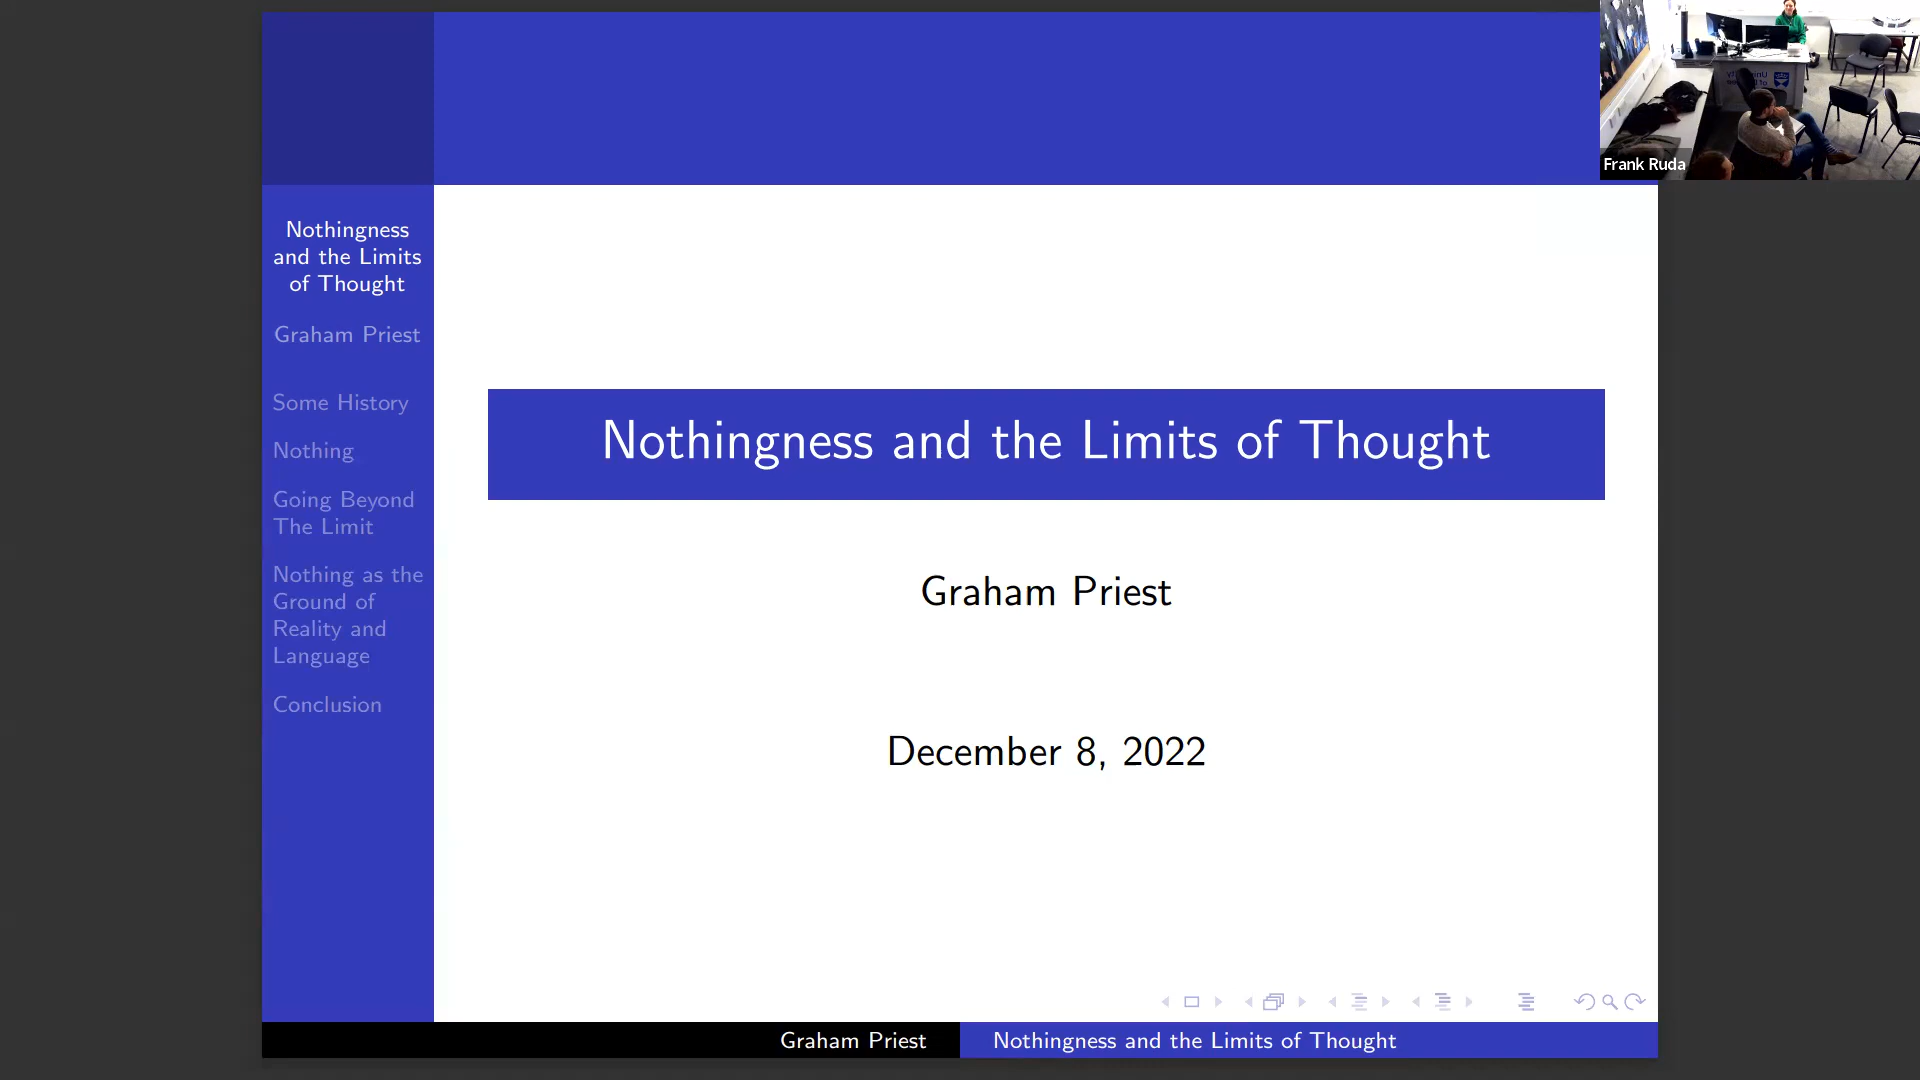 Nothingness
and the Limits
of Thought
Graham Priest
Some History
Nothing
Going Beyond
The Limit
Nothing as the
Ground of
Reality and
Language
Conclusion
Nothingness and the Limits of Thought
Graham Priest
December 8, 2022
Graham Priest
Nothingness and the Limits of Thought
Frank Ruda